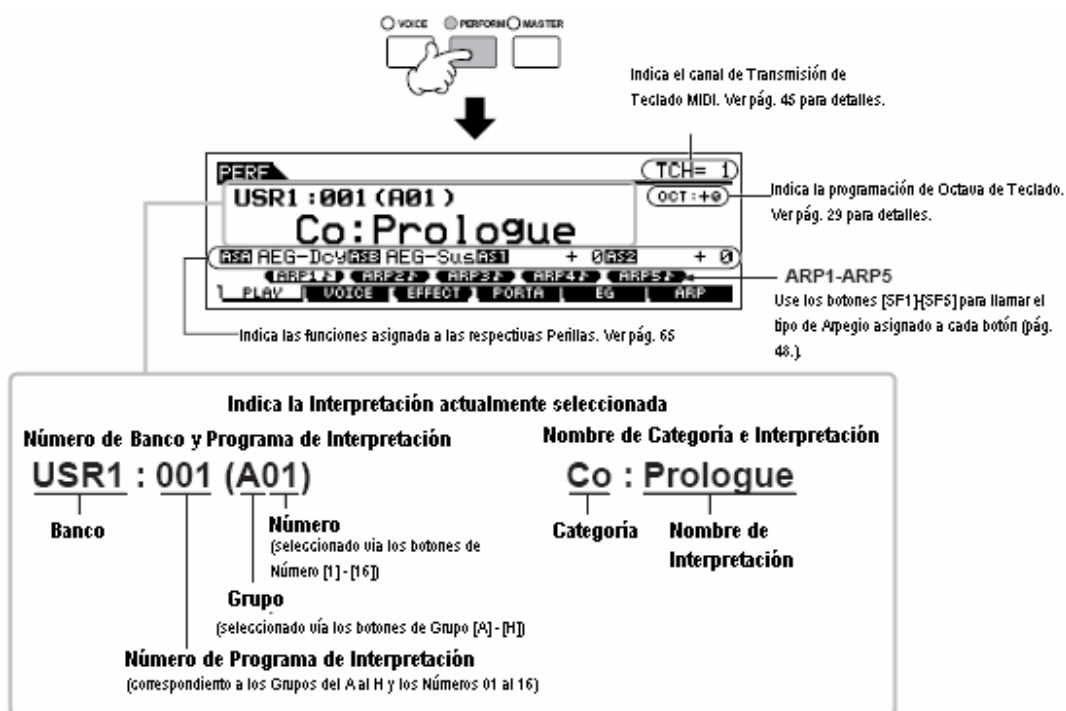 VOICE PERFORM MASTER
Indica el canal de Transmisión de
Teclado MIDI. Ver pág. 45 para detalles.
PERF
TCH= 1
USR1:001(A01)
OCT:+0
Indica la programación de Octava de Teclado.
Ver pág. 29 para detalles.
Co:Prologue
ASA AEG-Dcy ASB AEG-Sus AS1 + 0 AS2 + 0
ARP1♪ ARP2♪ ARP3♪ ARP4♪ ARP5♪
ARP1-ARP5
PLAY VOICE EFFECT PORTA EG ARP
Use los botones [SF1]-[SF5] para llamar el
tipo de Arpegio asignado a cada botón (pág.
48.).
Indica las funciones asignada a las respectivas Perillas. Ver pág. 65
Indica la Interpretación actualmente seleccionada
Número de Banco y Programa de Interpretación
Nombre de Categoría e Interpretación
USR1 : 001 (A01)
Co : Prologue
Banco
Número
(seleccionado via los botones de
Número [1] - [16])
Categoría
Nombre de
Interpretación
Grupo
(seleccionado vía los botones de Grupo [A] - [H])
Número de Programa de Interpretación
(correspondiento a los Grupos del A al H y los Números 01 al 16)